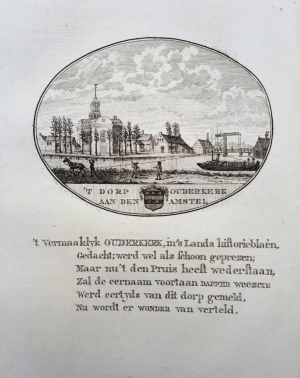 'T DORP OUDERKERK
AAN DEN AMSTEL
't Vermaaklyk OUDERKERK, in 's Lands historieblaên,
Gedacht; werd wel als schoon geprezen;
Maar nu 't den Pruis heeft wederstaan,
Zal de eernaam voortaan DAPPER weezen:
Werd eertyds van dit dorp gemeld,
Nu wordt er WONDER van verteld.